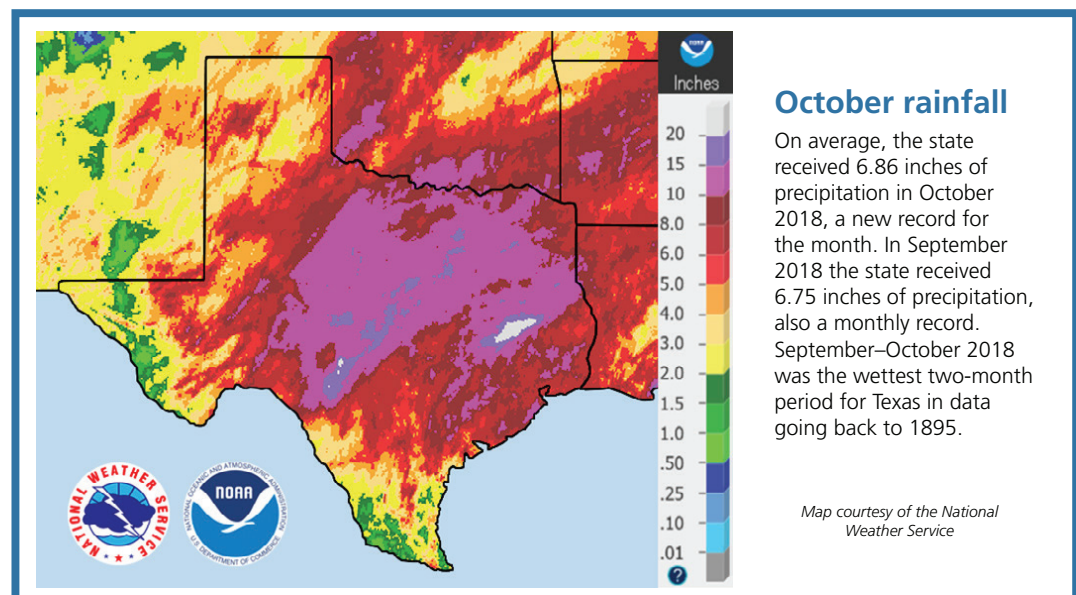 NOAA
Inches
20
15
10
8.0
6.0
5.0
4.0
3.0
2.0
1.5
1.0
.50
.25
.10
.01
?
October rainfall
On average, the state
received 6.86 inches of
precipitation in October
2018, a new record for
the month. In September
2018 the state received
6.75 inches of precipitation,
also a monthly record.
September–October 2018
was the wettest two-month
period for Texas in data
going back to 1895.
Map courtesy of the National
Weather Service
NATIONAL WEATHER SERVICE
NATIONAL OCEANIC AND ATMOSPHERIC ADMINISTRATION
NOAA
U.S. DEPARTMENT OF COMMERCE